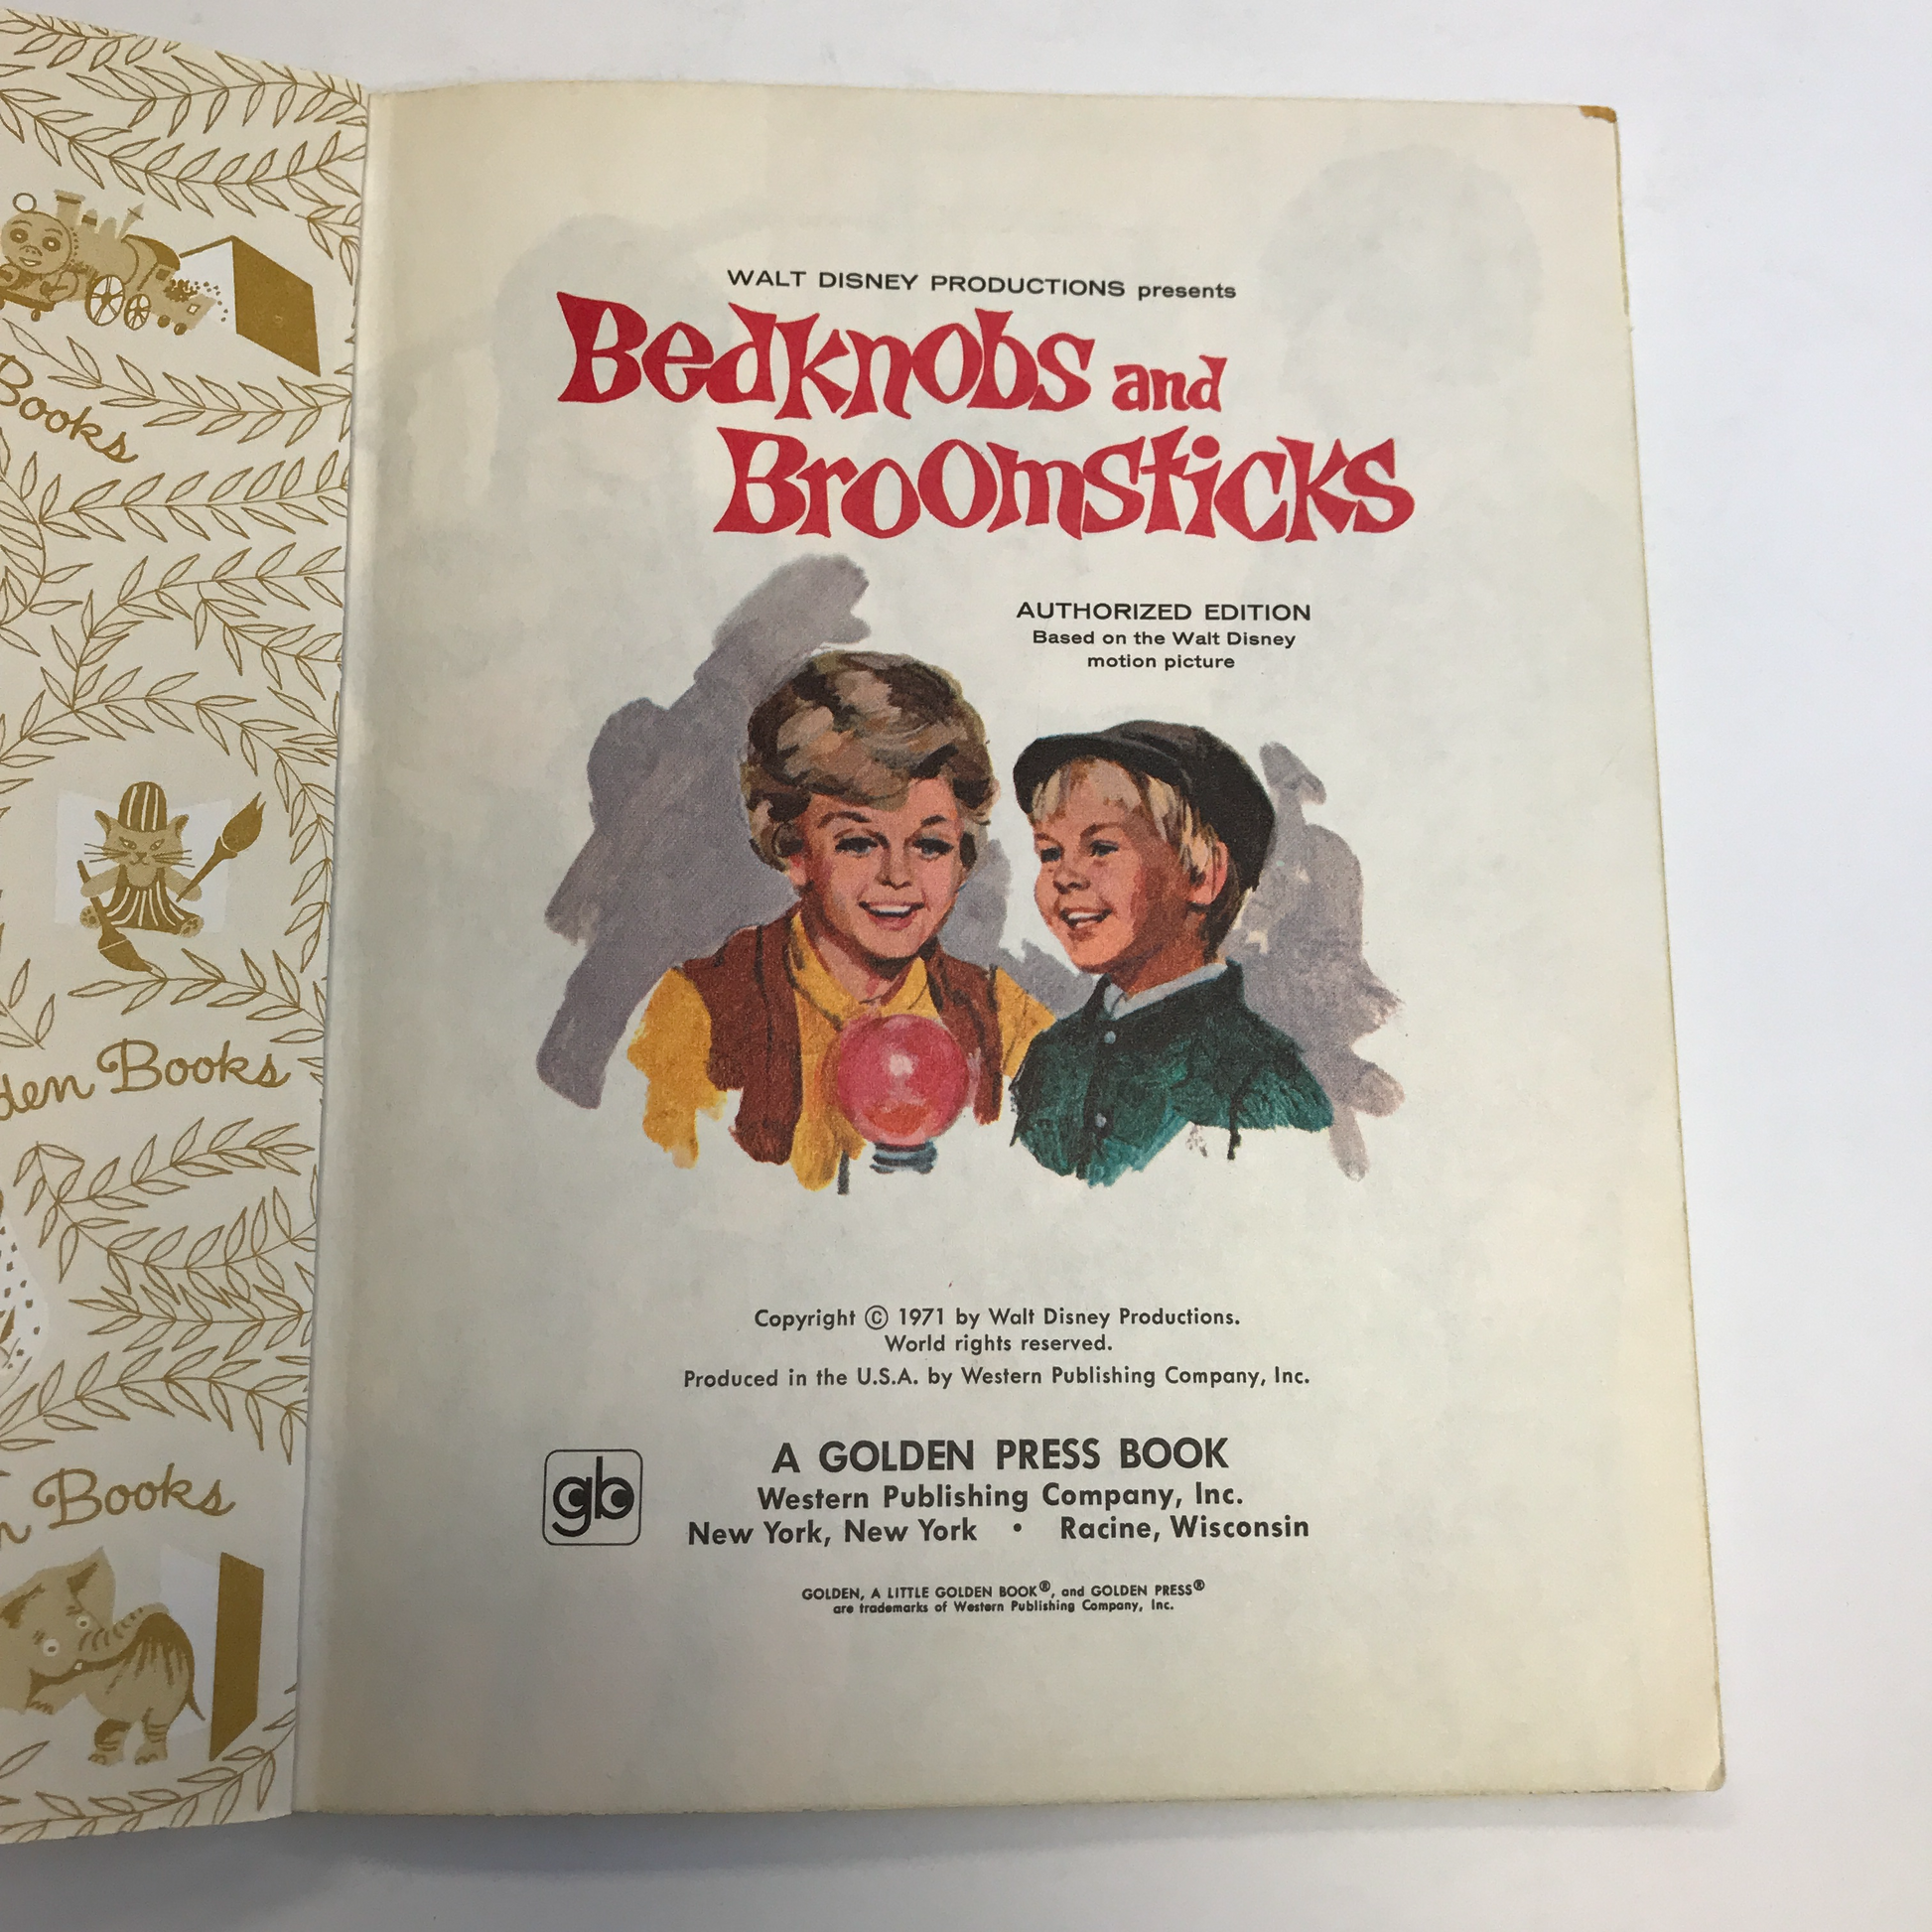 Books
den Books
n Books
WALT DISNEY PRODUCTIONS presents
Bedknobs and
Broomsticks
AUTHORIZED EDITION
Based on the Walt Disney
motion picture
Copyright © 1971 by Walt Disney Productions.
World rights reserved.
Produced in the U.S.A. by Western Publishing Company, Inc.
gb
A GOLDEN PRESS BOOK
Western Publishing Company, Inc.
New York, New York • Racine, Wisconsin
GOLDEN, A LITTLE GOLDEN BOOK®, and GOLDEN PRESS®
are trademarks of Western Publishing Company, Inc.